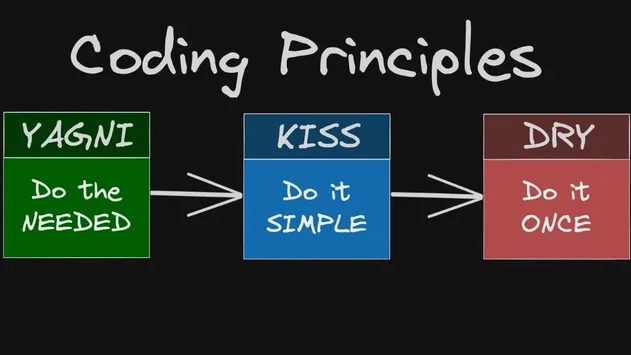 Coding Principles
YAGNI
Do the
NEEDED
KISS
Do it
SIMPLE
DRY
Do it
ONCE